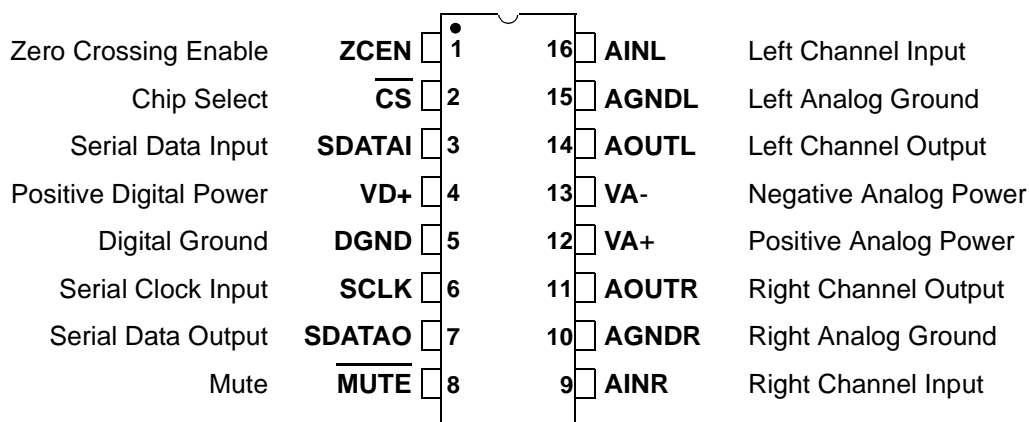 Zero Crossing Enable ZCEN 1 16 AINL Left Channel Input
Chip Select C̅S̅ 2 15 AGNDL Left Analog Ground
Serial Data Input SDATAI 3 14 AOUTL Left Channel Output
Positive Digital Power VD+ 4 13 VA- Negative Analog Power
Digital Ground DGND 5 12 VA+ Positive Analog Power
Serial Clock Input SCLK 6 11 AOUTR Right Channel Output
Serial Data Output SDATAO 7 10 AGNDR Right Analog Ground
Mute M̅U̅T̅E̅ 8 9 AINR Right Channel Input